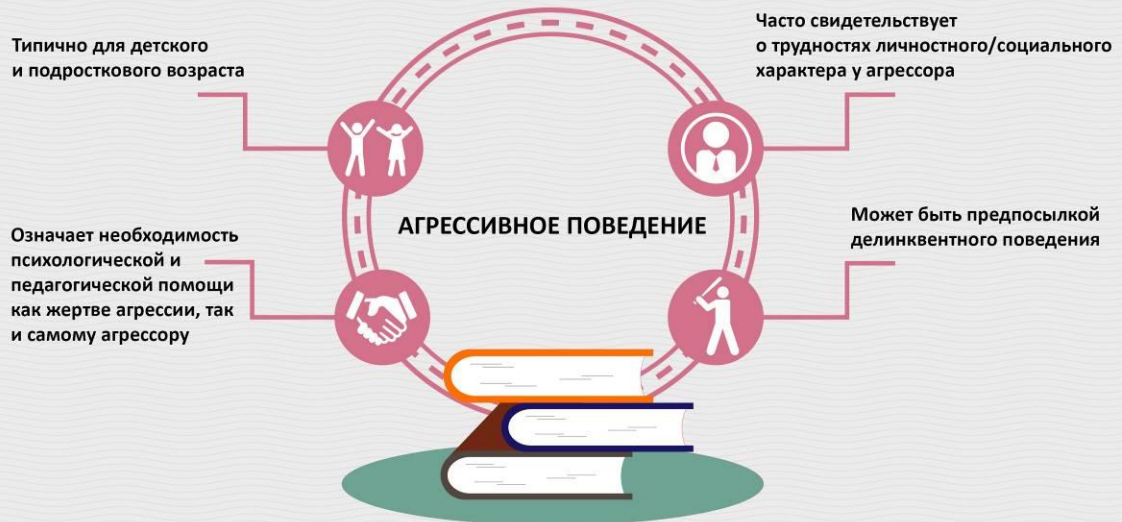 Типично для детского
и подросткового возраста
Часто свидетельствует
о трудностях личностного/социального
характера у агрессора
АГРЕССИВНОЕ ПОВЕДЕНИЕ
Означает необходимость
психологической и
педагогической помощи
как жертве агрессии, так
и самому агрессору
Может быть предпосылкой
делинквентного поведения